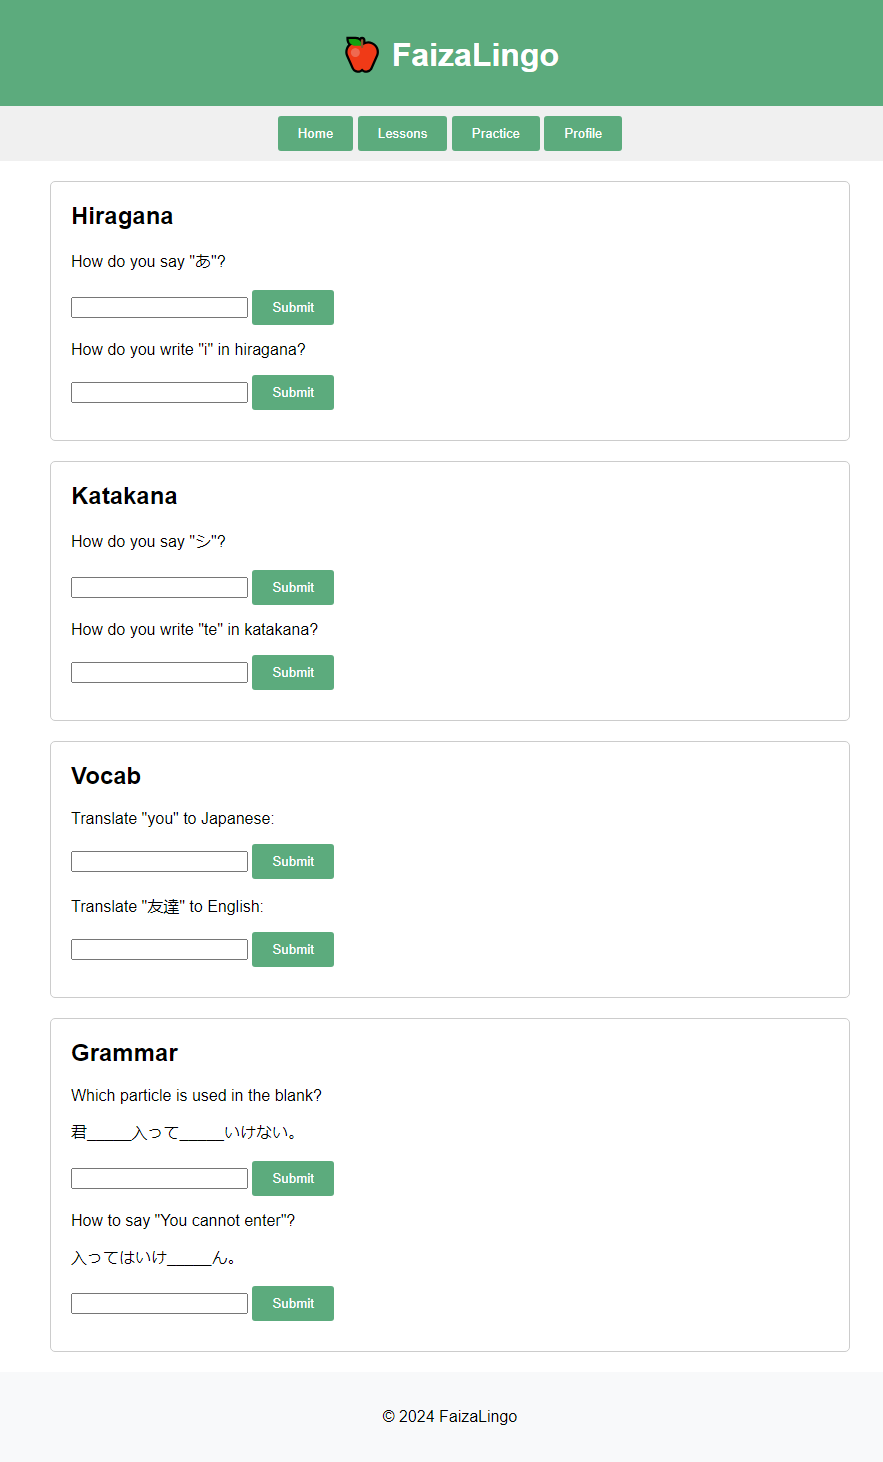 FaizaLingo
Home Lessons Practice Profile
Hiragana
How do you say "あ"?
Submit
How do you write "i" in hiragana?
Submit
Katakana
How do you say "シ"?
Submit
How do you write "te" in katakana?
Submit
Vocab
Translate "you" to Japanese:
Submit
Translate "友達" to English:
Submit
Grammar
Which particle is used in the blank?
君_____入って_____いけない。
Submit
How to say "You cannot enter"?
入ってはいけ_____ん。
Submit
© 2024 FaizaLingo